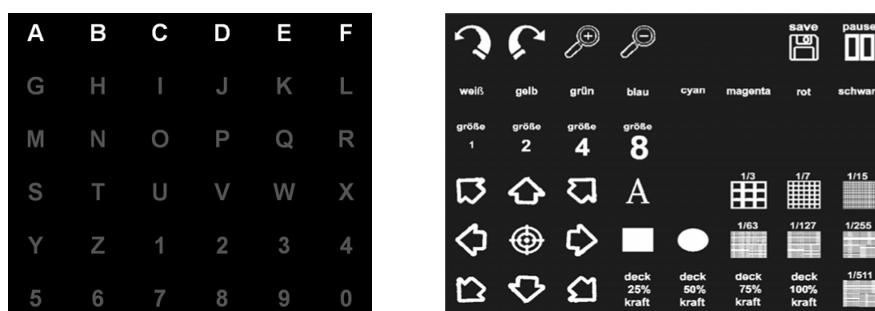 A B C D E F
G H I J K L
M N O P Q R
S T U V W X
Y Z 1 2 3 4
5 6 7 8 9 0
save pause
weiß gelb grün blau cyan magenta rot schwar
größe größe größe größe
1 2 4 8
A 1/3 1/7 1/15
1/63 1/127 1/255
deck deck deck deck 1/511
25% 50% 75% 100%
kraft kraft kraft kraft